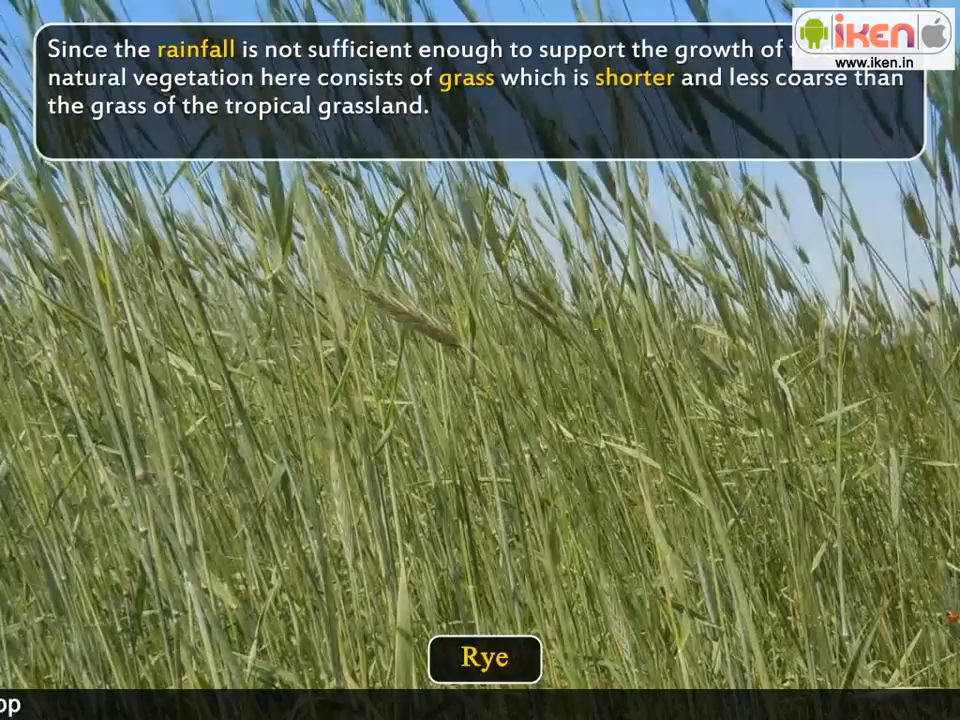 Since the rainfall is not sufficient enough to support the growth of
natural vegetation here consists of grass which is shorter and less coarse than
the grass of the tropical grassland.
iken
www.iken.in
Rye